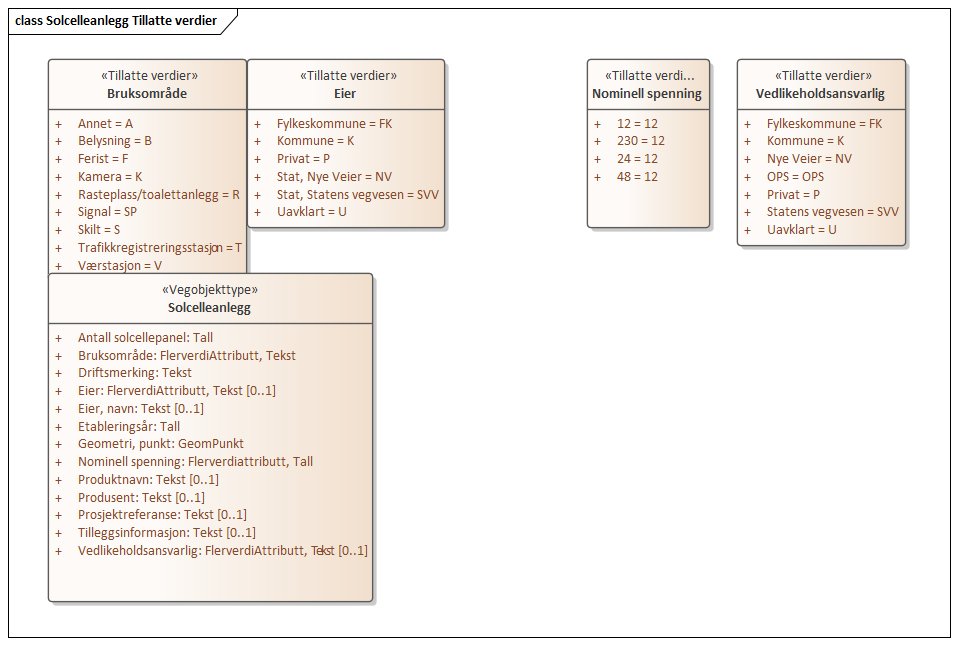 class Solcelleanlegg Tillatte verdier
«Tillatte verdier»
Bruksområde
+ Annet = A
+ Belysning = B
+ Ferist = F
+ Kamera = K
+ Rasteplass/toalettanlegg = R
+ Signal = SP
+ Skilt = S
+ Trafikkregistreringsstasjon = T
+ Værstasjon = V
«Tillatte verdier»
Eier
+ Fylkeskommune = FK
+ Kommune = K
+ Privat = P
+ Stat, Nye Veier = NV
+ Stat, Statens vegvesen = SVV
+ Uavklart = U
«Tillatte verdi...
Nominell spenning
+ 12 = 12
+ 230 = 12
+ 24 = 12
+ 48 = 12
«Tillatte verdier»
Vedlikeholdsansvarlig
+ Fylkeskommune = FK
+ Kommune = K
+ Nye Veier = NV
+ OPS = OPS
+ Privat = P
+ Statens vegvesen = SVV
+ Uavklart = U
«Vegobjekttype»
Solcelleanlegg
+ Antall solcellepanel: Tall
+ Bruksområde: FlerverdiAttributt, Tekst
+ Driftsmerking: Tekst
+ Eier: FlerverdiAttributt, Tekst [0..1]
+ Eier, navn: Tekst [0..1]
+ Etableringsår: Tall
+ Geometri, punkt: GeomPunkt
+ Nominell spenning: Flerverdiattributt, Tall
+ Produktnavn: Tekst [0..1]
+ Produsent: Tekst [0..1]
+ Prosjektreferanse: Tekst [0..1]
+ Tilleggsinformasjon: Tekst [0..1]
+ Vedlikeholdsansvarlig: FlerverdiAttributt, Tekst [0..1]